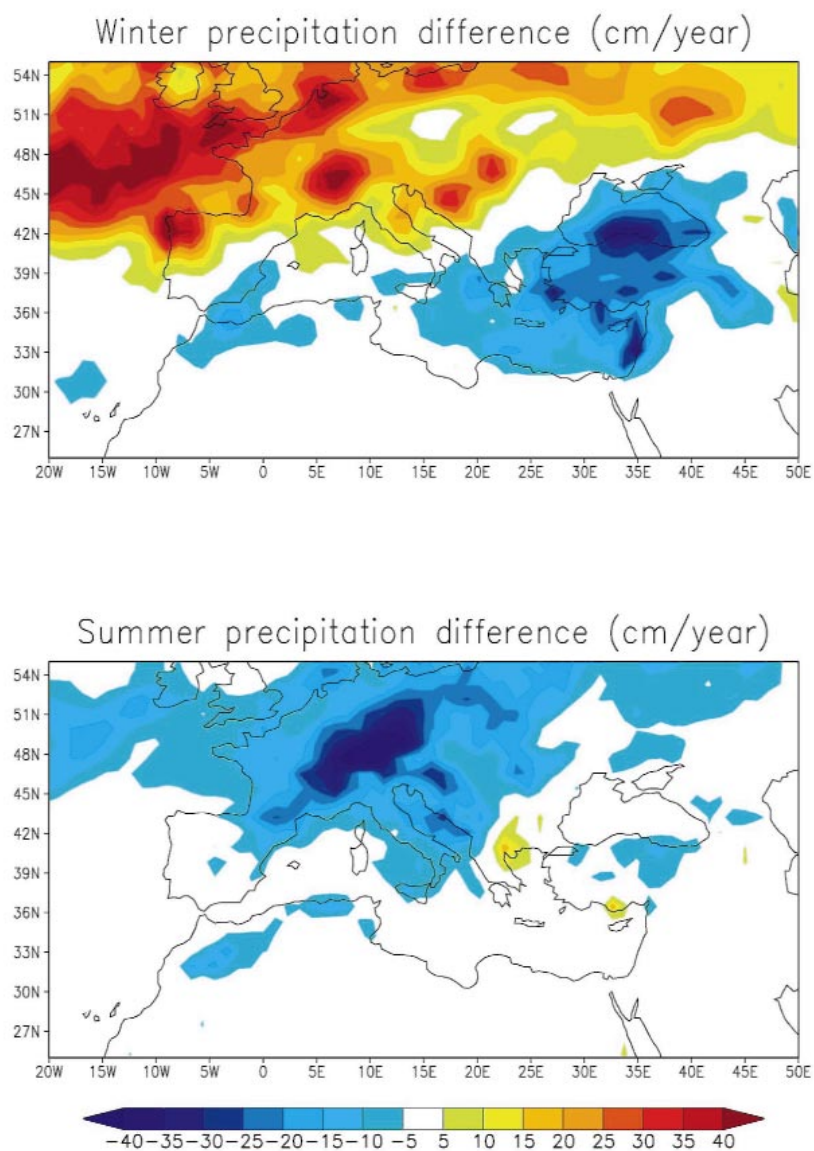 Winter precipitation difference (cm/year)
54N
51N
48N
45N
42N
39N
36N
33N
30N
27N
20W 15W 10W 5W 0 5E 10E 15E 20E 25E 30E 35E 40E 45E 50E
Summer precipitation difference (cm/year)
54N
51N
48N
45N
42N
39N
36N
33N
30N
27N
20W 15W 10W 5W 0 5E 10E 15E 20E 25E 30E 35E 40E 45E 50E
-40 -35 -30 -25 -20 -15 -10 -5 5 10 15 20 25 30 35 40